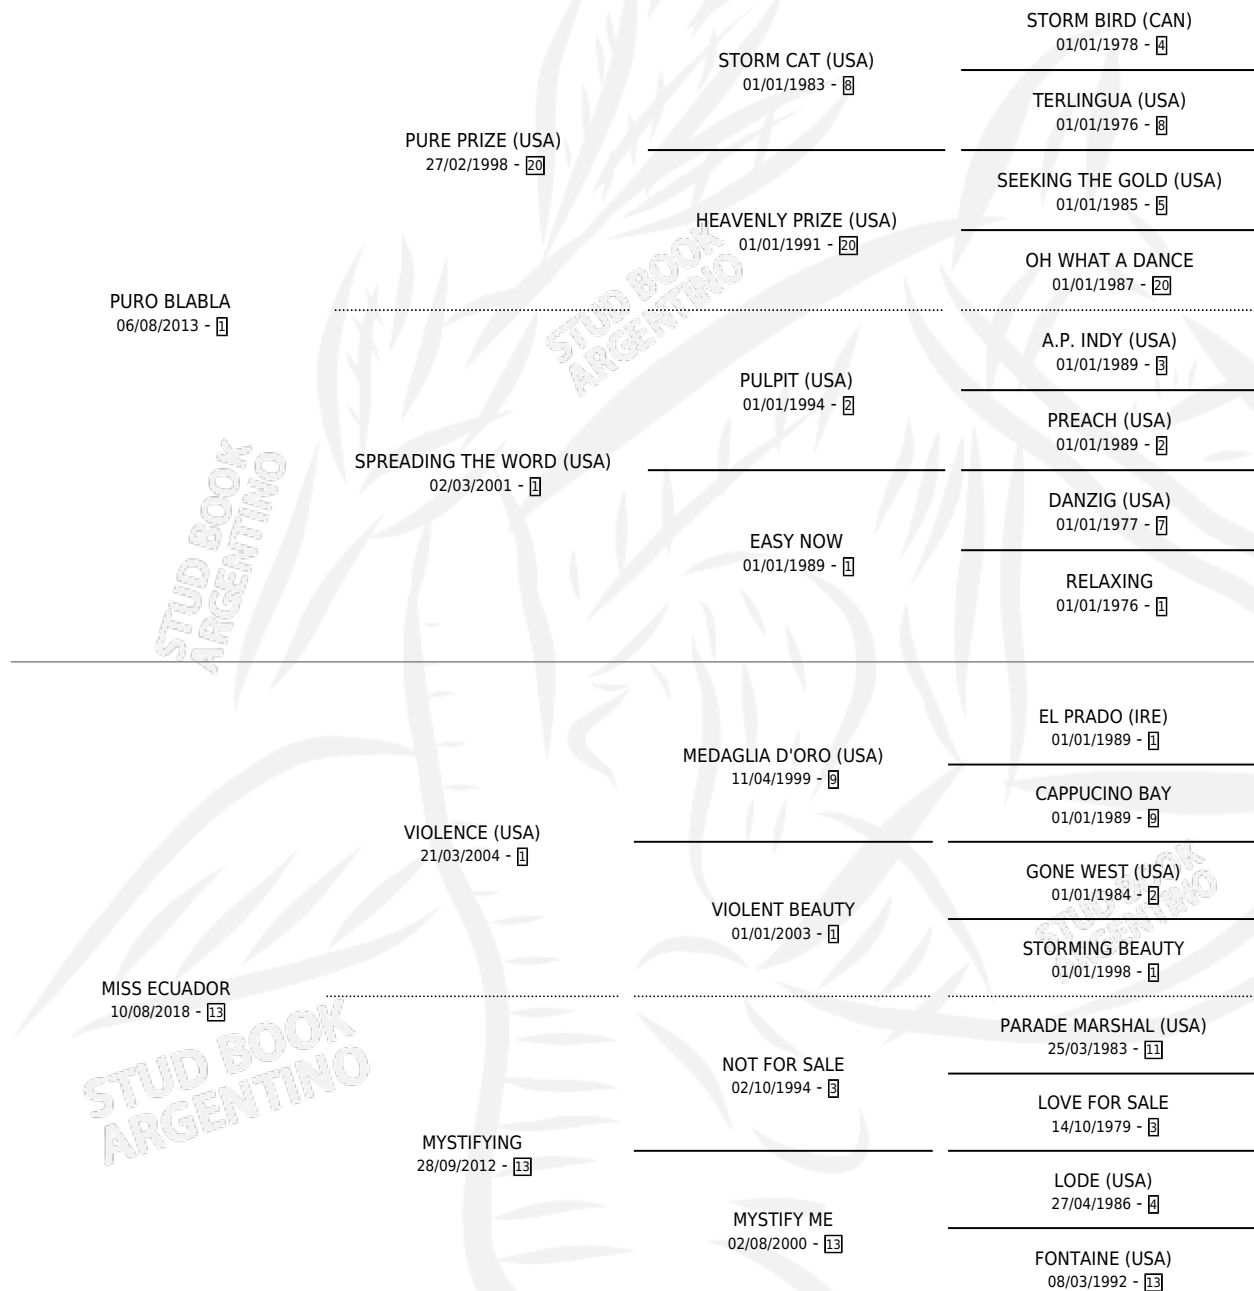 STORM BIRD (CAN)
01/01/1978 - 4
STORM CAT (USA)
01/01/1983 - 8
TERLINGUA (USA)
01/01/1976 - 8
PURE PRIZE (USA)
27/02/1998 - 20
SEEKING THE GOLD (USA)
01/01/1985 - 5
HEAVENLY PRIZE (USA)
01/01/1991 - 20
OH WHAT A DANCE
01/01/1987 - 20
PURO BLABLA
06/08/2013 - 1
A.P. INDY (USA)
01/01/1989 - 3
PULPIT (USA)
01/01/1994 - 2
PREACH (USA)
01/01/1989 - 2
SPREADING THE WORD (USA)
02/03/2001 - 1
DANZIG (USA)
01/01/1977 - 7
EASY NOW
01/01/1989 - 1
RELAXING
01/01/1976 - 1
EL PRADO (IRE)
01/01/1989 - 1
MEDAGLIA D'ORO (USA)
11/04/1999 - 9
CAPPUCINO BAY
01/01/1989 - 9
VIOLENCE (USA)
21/03/2004 - 1
GONE WEST (USA)
01/01/1984 - 2
VIOLENT BEAUTY
01/01/2003 - 1
STORMING BEAUTY
01/01/1998 - 1
MISS ECUADOR
10/08/2018 - 13
PARADE MARSHAL (USA)
25/03/1983 - 11
NOT FOR SALE
02/10/1994 - 3
LOVE FOR SALE
14/10/1979 - 3
MYSTIFYING
28/09/2012 - 13
LODE (USA)
27/04/1986 - 4
MYSTIFY ME
02/08/2000 - 13
FONTAINE (USA)
08/03/1992 - 13
STUD BOOK
ARGENTINO
STUD BOOK
ARGENTINO
STUD BOOK
ARGENTINO
STUD BOOK
ARGENTINO